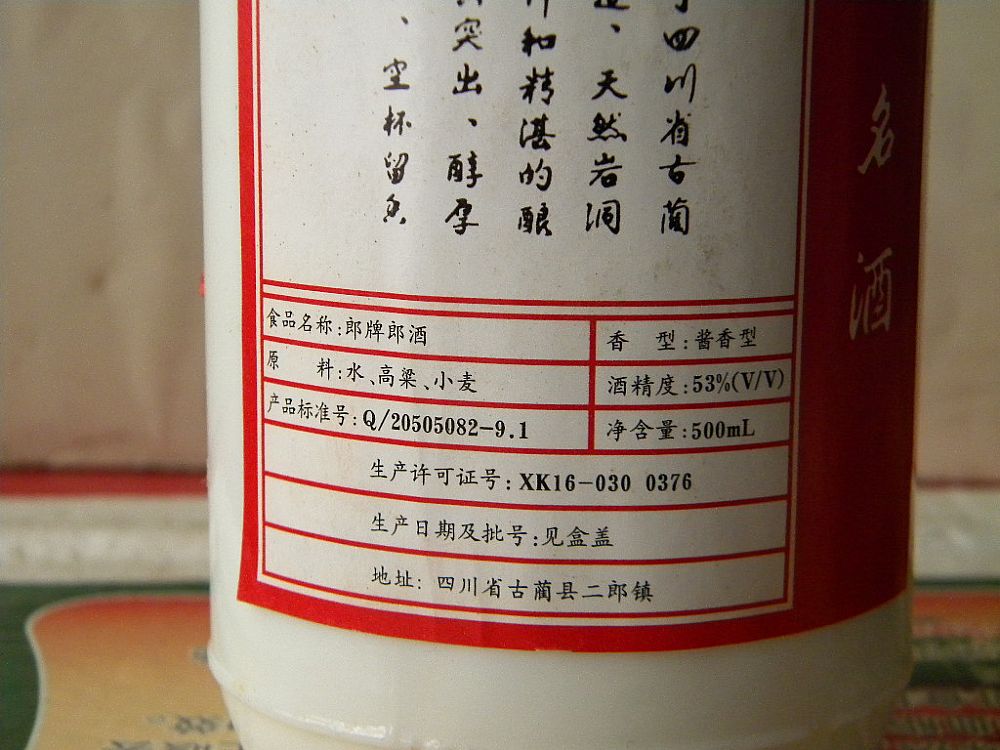 四川省古蔺
、天然岩洞
和精湛的酿
突出、醇厚
、空杯留香
名酒
食品名称:郎牌郎酒
香 型:酱香型
原 料:水、高粱、小麦
酒精度:53%(V/V)
产品标准号:Q/20505082-9.1
净含量:500mL
生产许可证号:XK16-030 0376
生产日期及批号:见盒盖
地址: 四川省古蔺县二郎镇